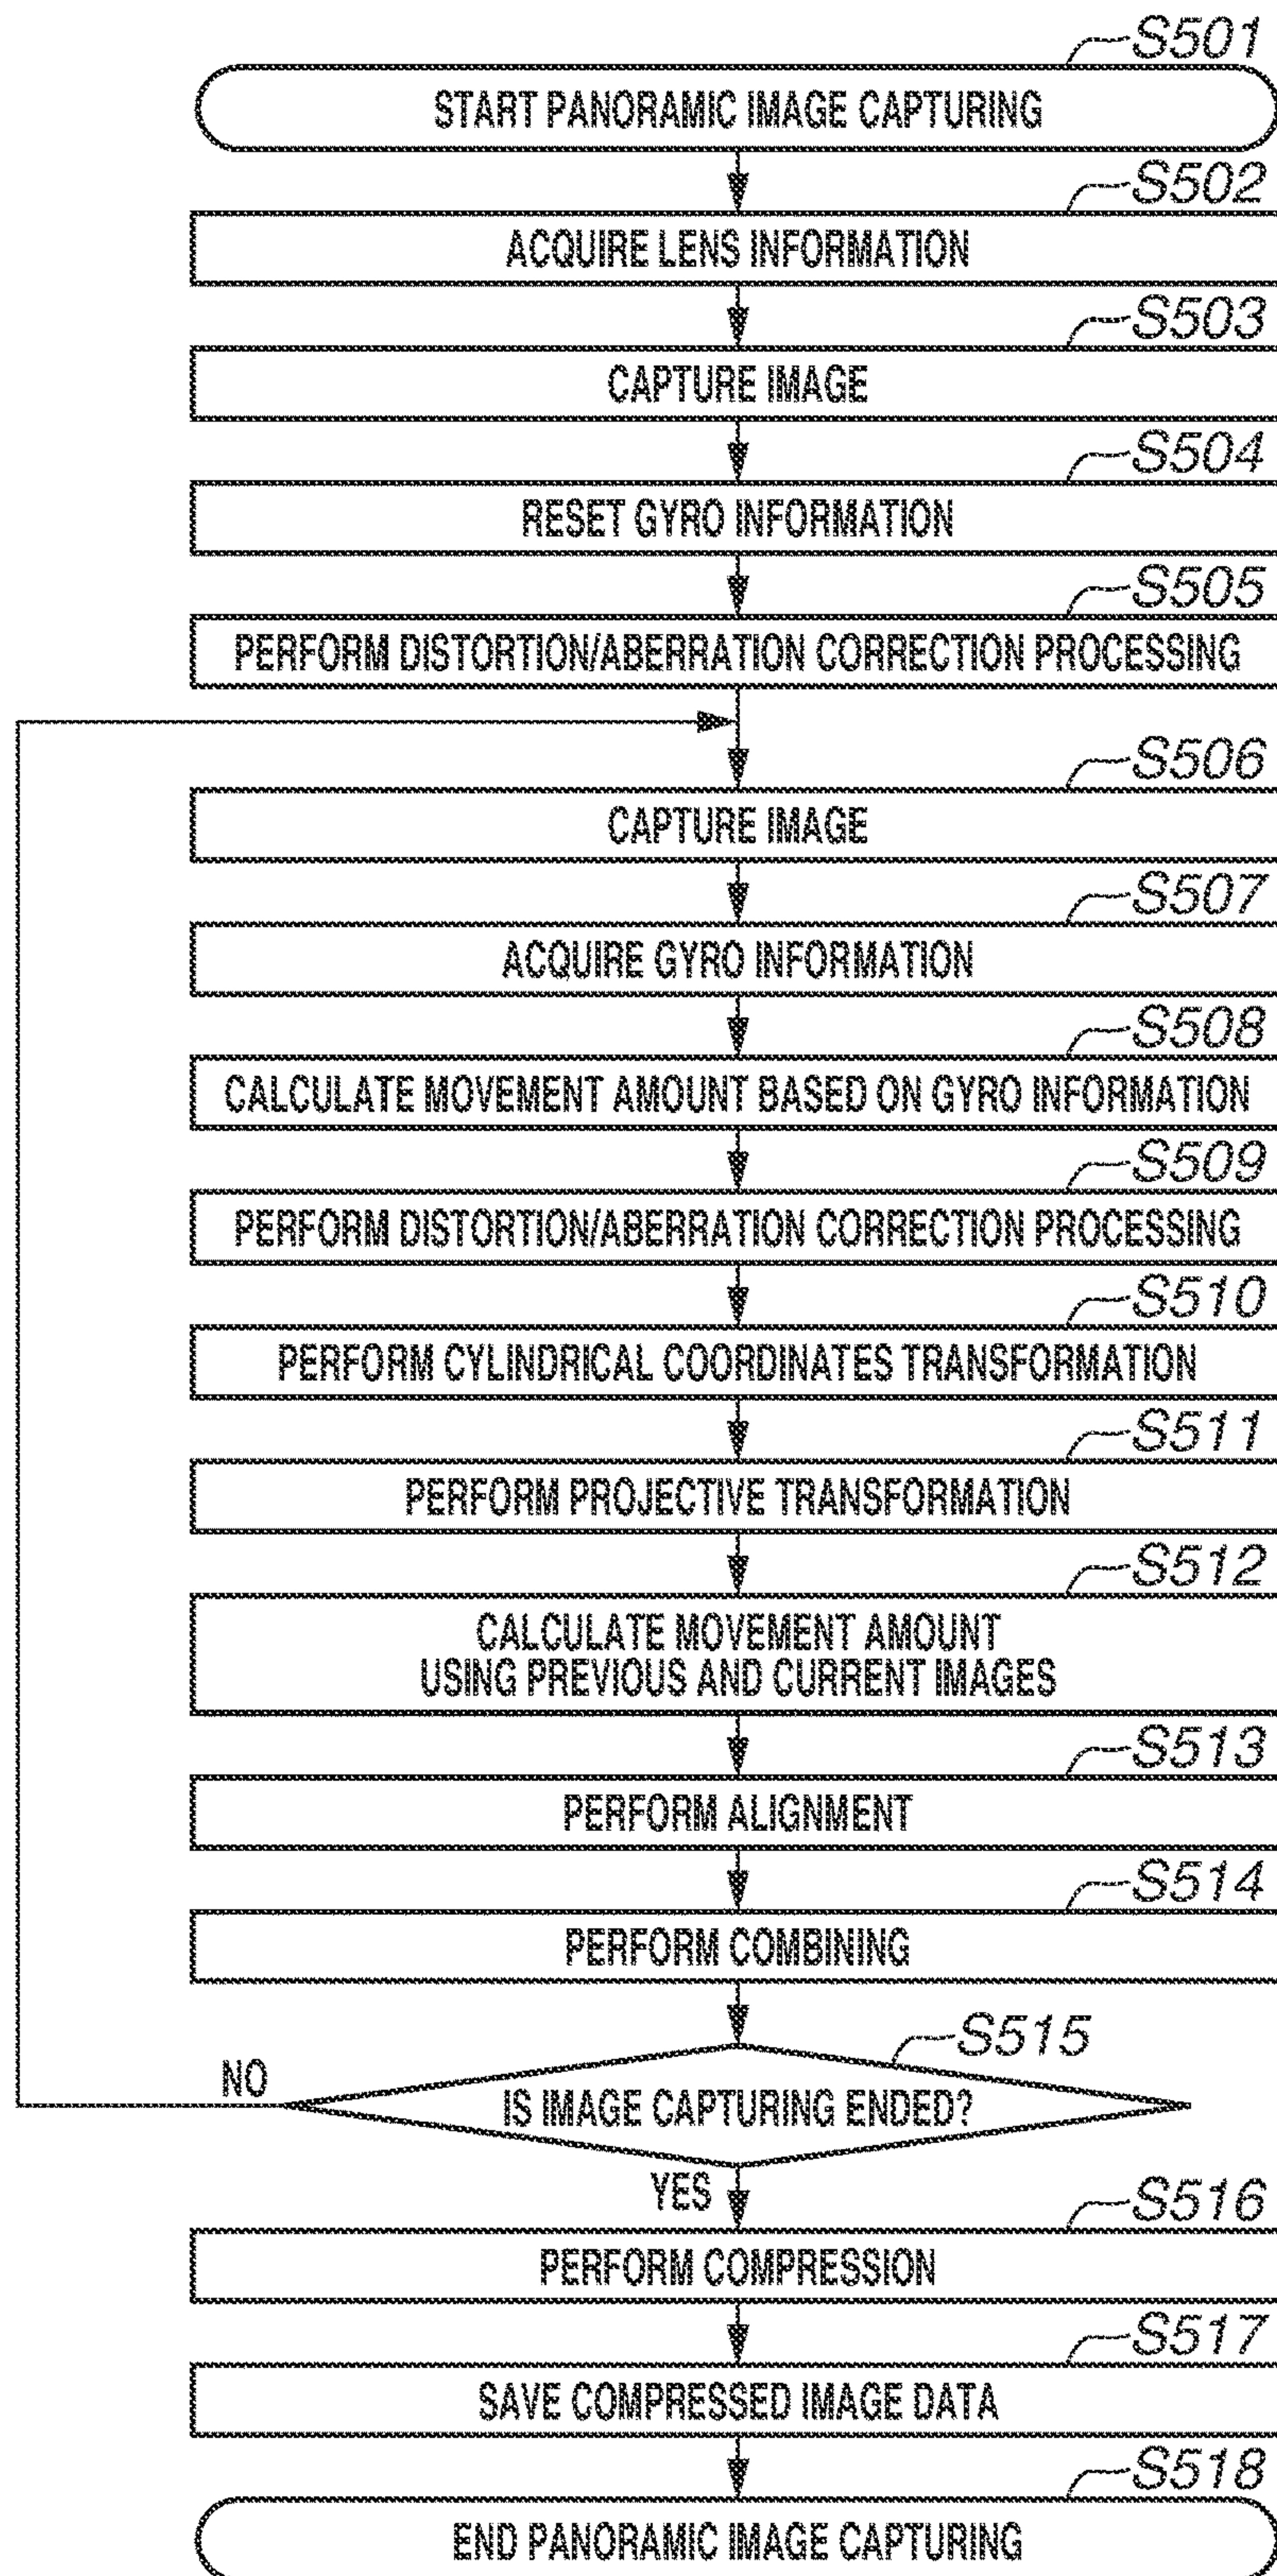 S501
START PANORAMIC IMAGE CAPTURING
S502
ACQUIRE LENS INFORMATION
S503
CAPTURE IMAGE
S504
RESET GYRO INFORMATION
S505
PERFORM DISTORTION/ABERRATION CORRECTION PROCESSING
S506
CAPTURE IMAGE
S507
ACQUIRE GYRO INFORMATION
S508
CALCULATE MOVEMENT AMOUNT BASED ON GYRO INFORMATION
S509
PERFORM DISTORTION/ABERRATION CORRECTION PROCESSING
S510
PERFORM CYLINDRICAL COORDINATES TRANSFORMATION
S511
PERFORM PROJECTIVE TRANSFORMATION
S512
CALCULATE MOVEMENT AMOUNT
USING PREVIOUS AND CURRENT IMAGES
S513
PERFORM ALIGNMENT
S514
PERFORM COMBINING
S515
NO
IS IMAGE CAPTURING ENDED?
YES
S516
PERFORM COMPRESSION
S517
SAVE COMPRESSED IMAGE DATA
S518
END PANORAMIC IMAGE CAPTURING